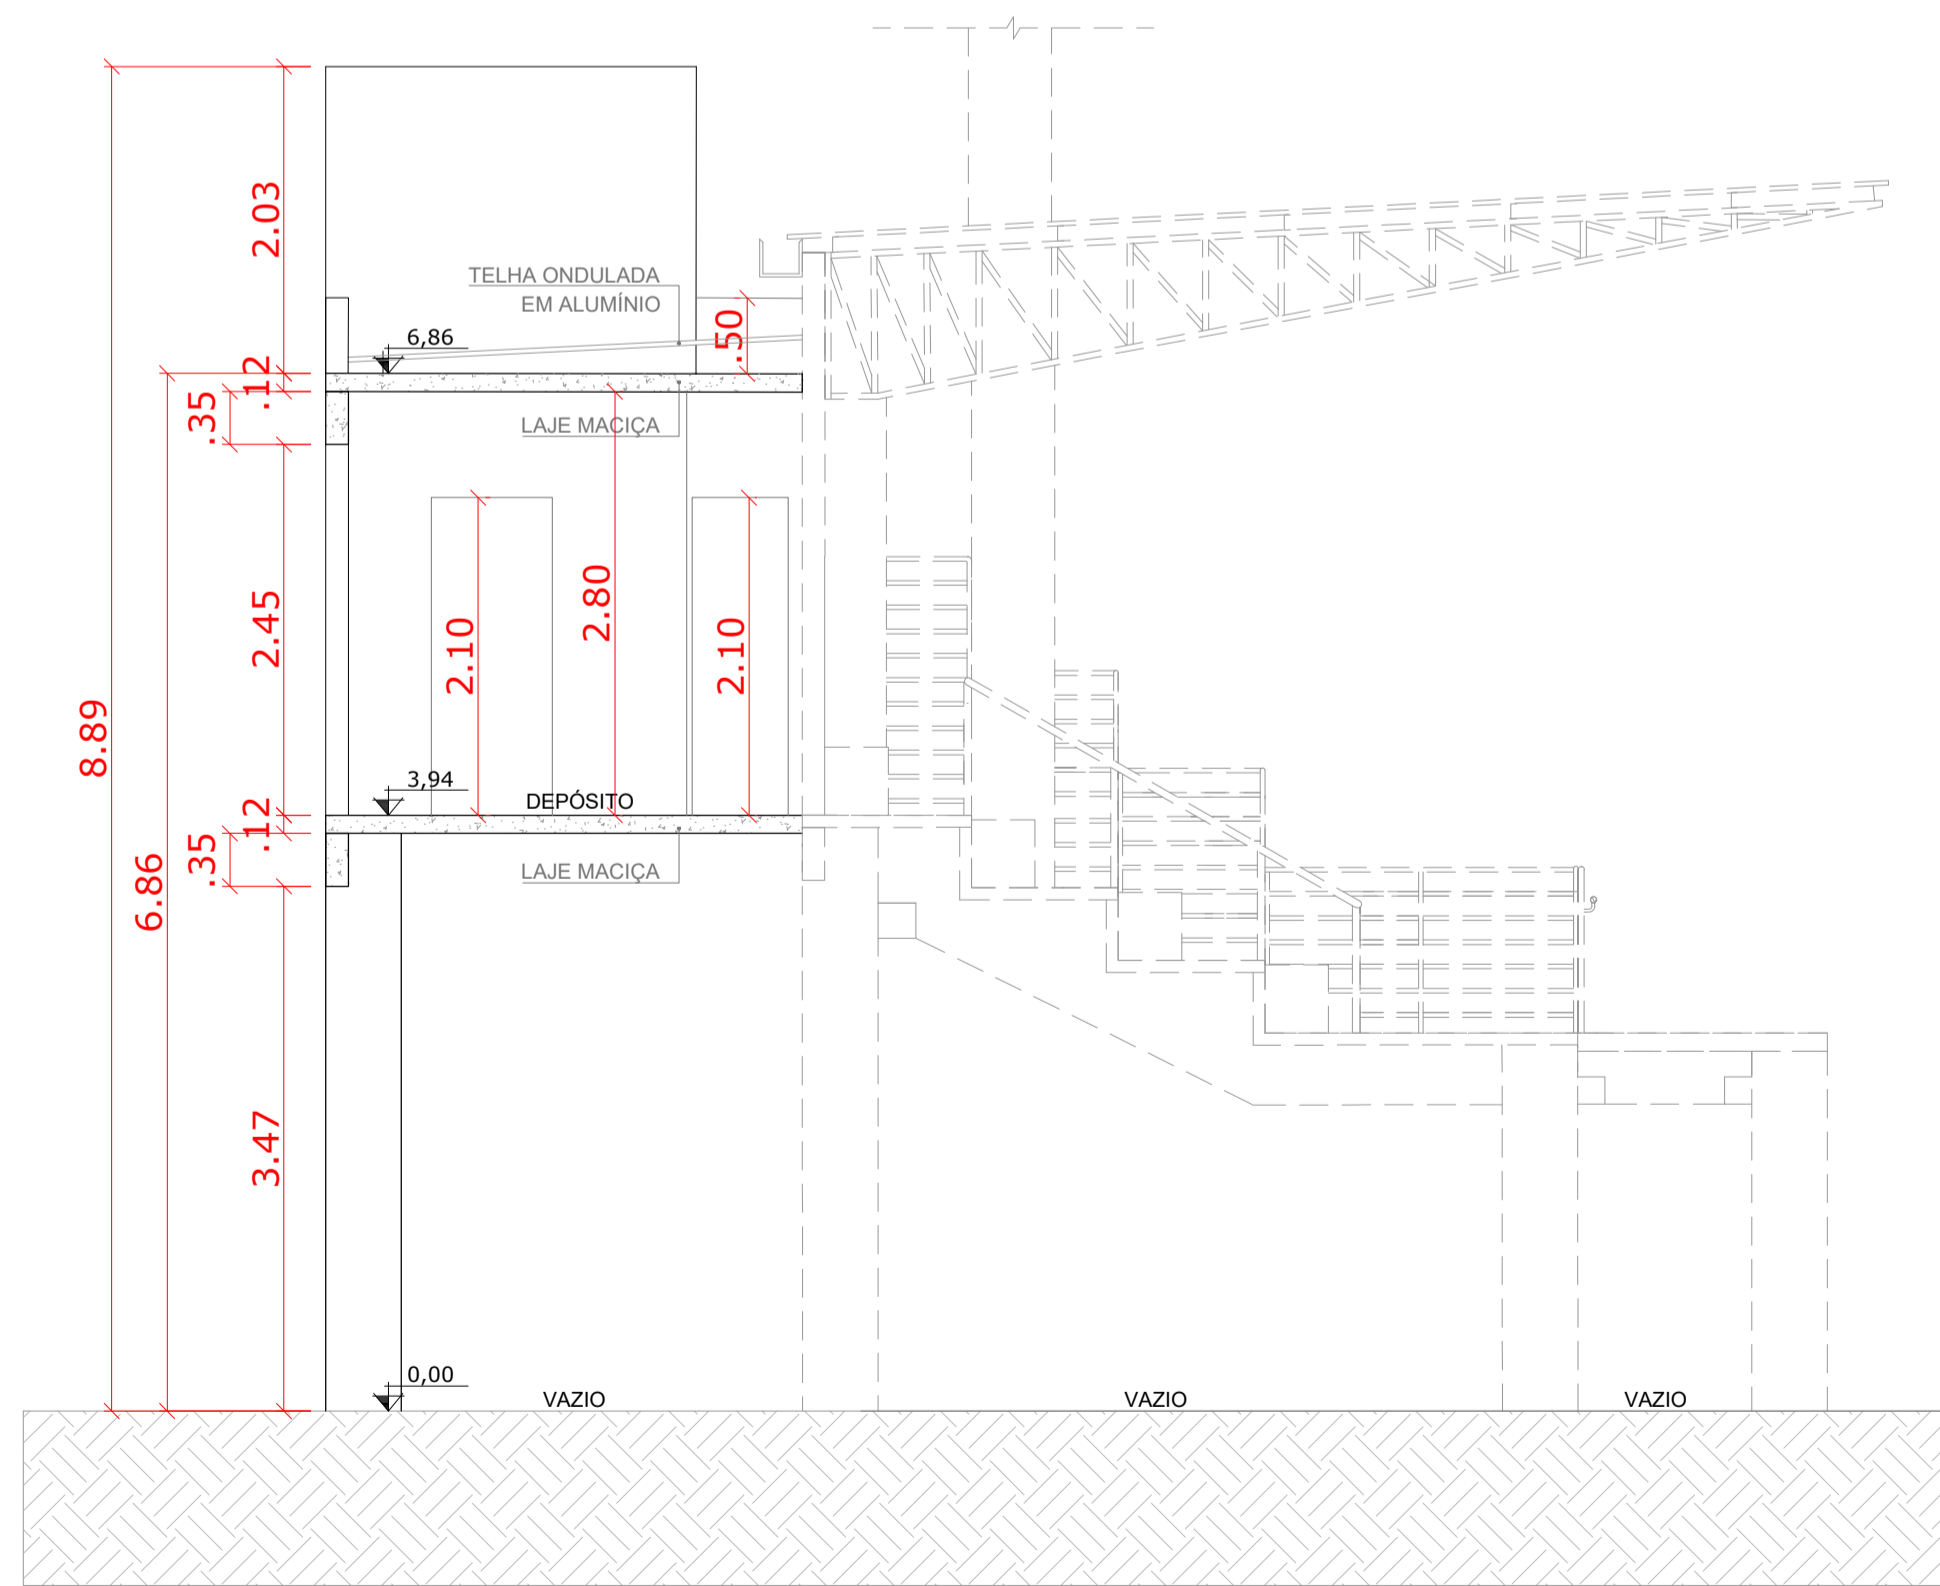 2.03
TELHA ONDULADA
EM ALUMÍNIO
6,86
.50
.12
.35
LAJE MACIÇA
2.45
2.10
2.80
2.10
8.89
3,94
DEPÓSITO
.12
.35
6.86
LAJE MACIÇA
3.47
0,00
VAZIO
VAZIO
VAZIO